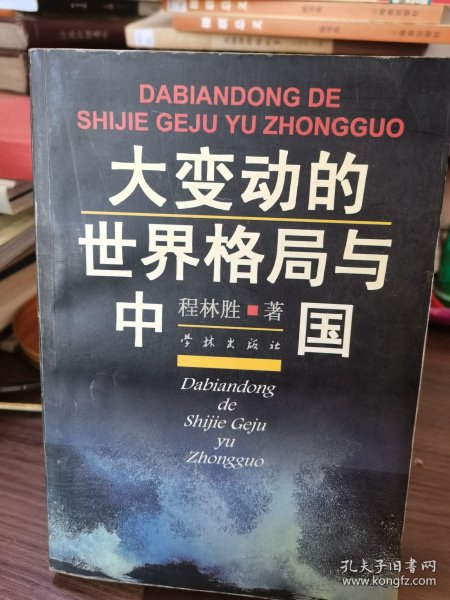 DABIANDONG DE
SHIJIE GEJU YU ZHONGGUO
大变动的
世界格局与
中国
程林胜 ■ 著
学林出版社
Dabiandong
de
Shijie Geju
yu
Zhongguo
孔夫子旧书网
www.kongfz.com